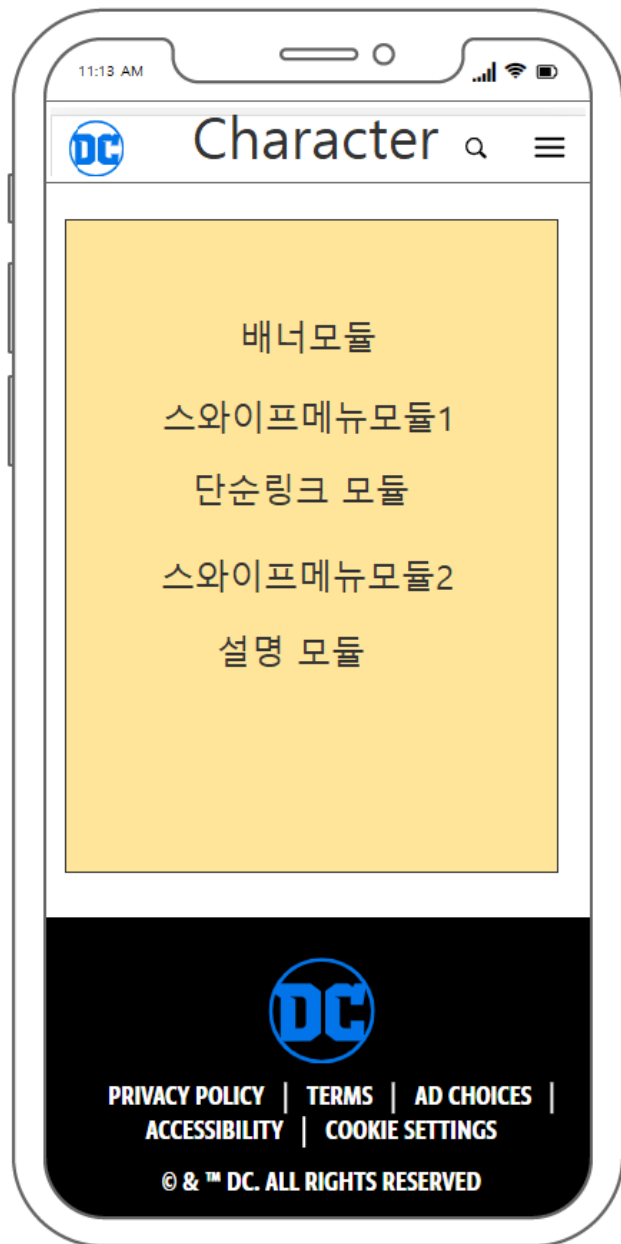 11:13 AM
DC Character
배너모듈
스와이프메뉴모듈1
단순링크 모듈
스와이프메뉴모듈2
설명 모듈
DC
PRIVACY POLICY | TERMS | AD CHOICES |
ACCESSIBILITY | COOKIE SETTINGS
© & ™ DC. ALL RIGHTS RESERVED